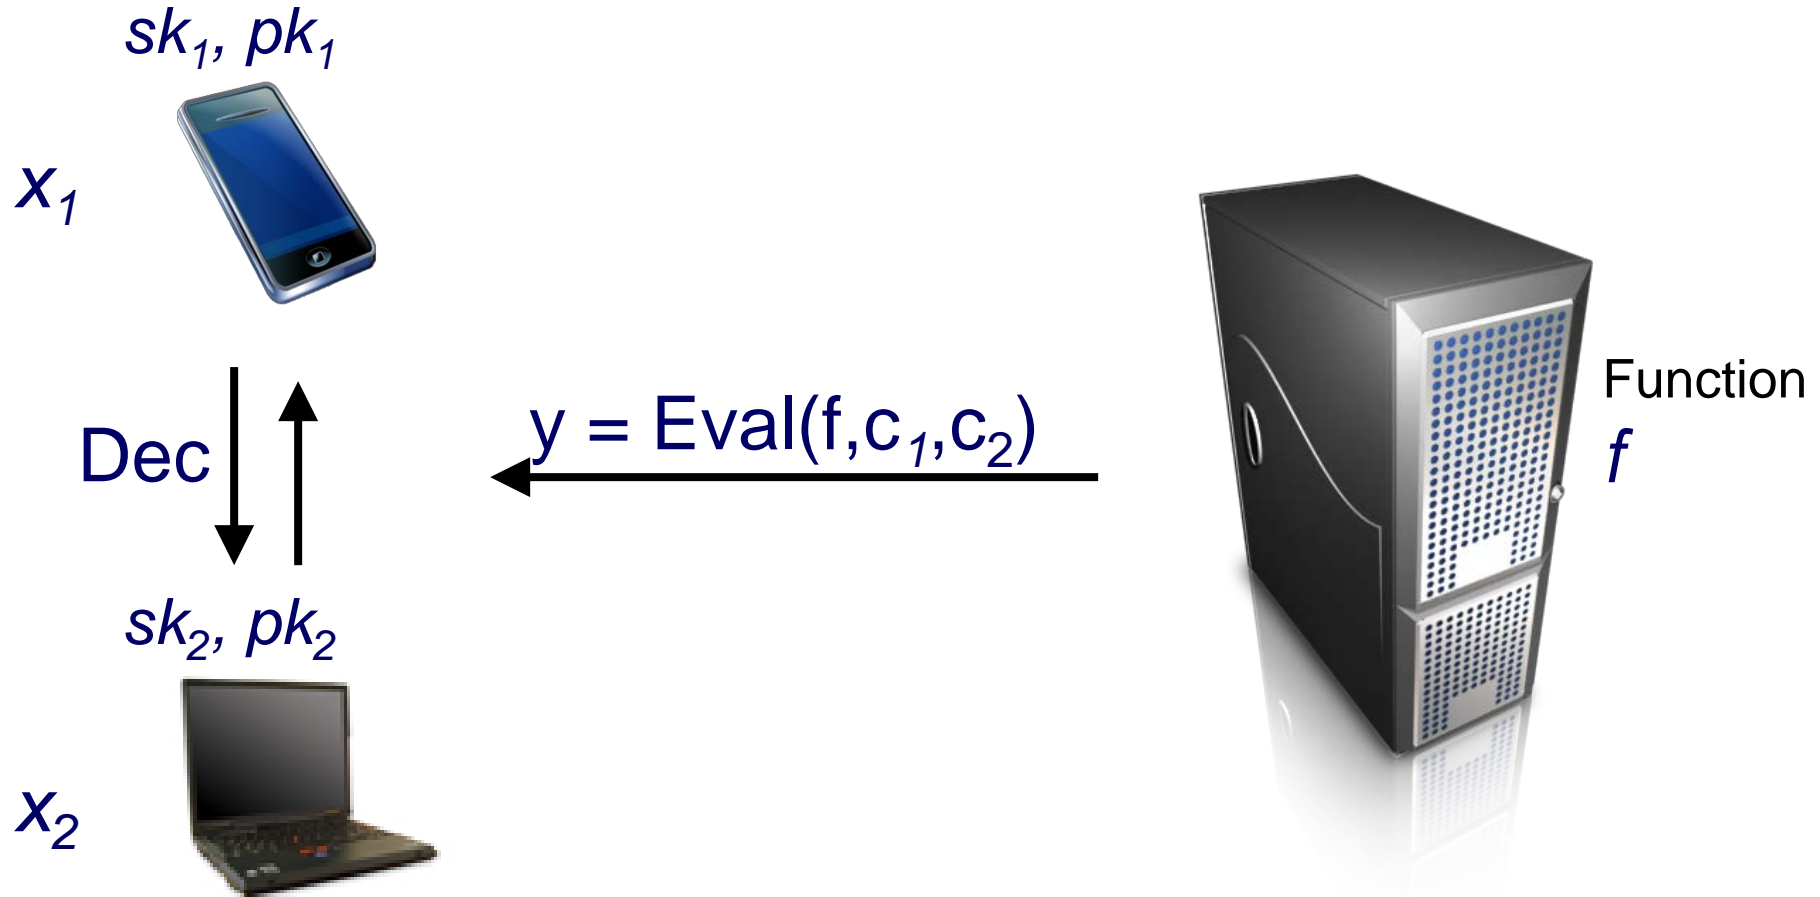 sk₁, pk₁
x₁
Function
y = Eval(f,c₁,c₂)
Dec
f
sk₂, pk₂
x₂